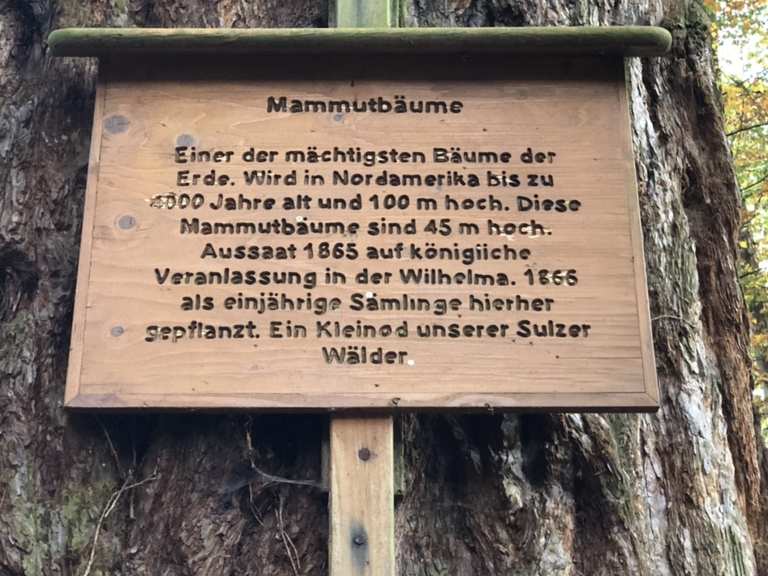 Mammutbäume
Einer der mächtigsten Bäume der
Erde. Wird in Nordamerika bis zu
4000 Jahre alt und 100 m hoch. Diese
Mammutbäume sind 45 m hoch.
Aussaat 1865 auf königliche
Veranlassung in der Wilhelma. 1866
als einjährige Sämlinge hierher
gepflanzt. Ein Kleinod unserer Sulzer
Wälder.